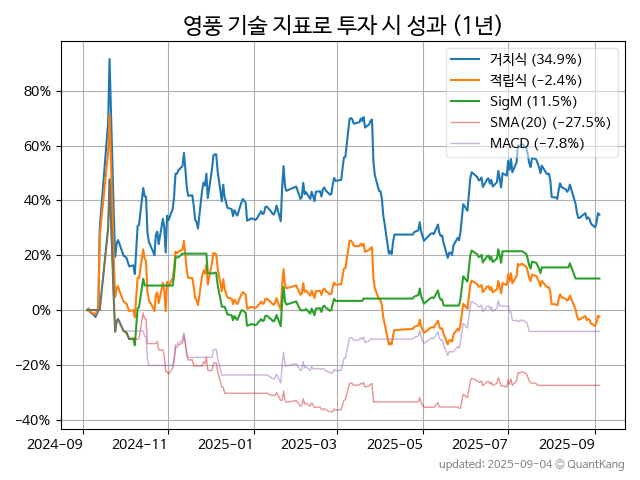 영풍 기술 지표로 투자 시 성과 (1년)
거치식 (34.9%)
적립식 (−2.4%)
SigM (11.5%)
SMA(20) (−27.5%)
MACD (−7.8%)
80%
60%
40%
20%
0%
−20%
−40%
2024-09 2024-11 2025-01 2025-03 2025-05 2025-07 2025-09
updated: 2025-09-04 © QuantKang